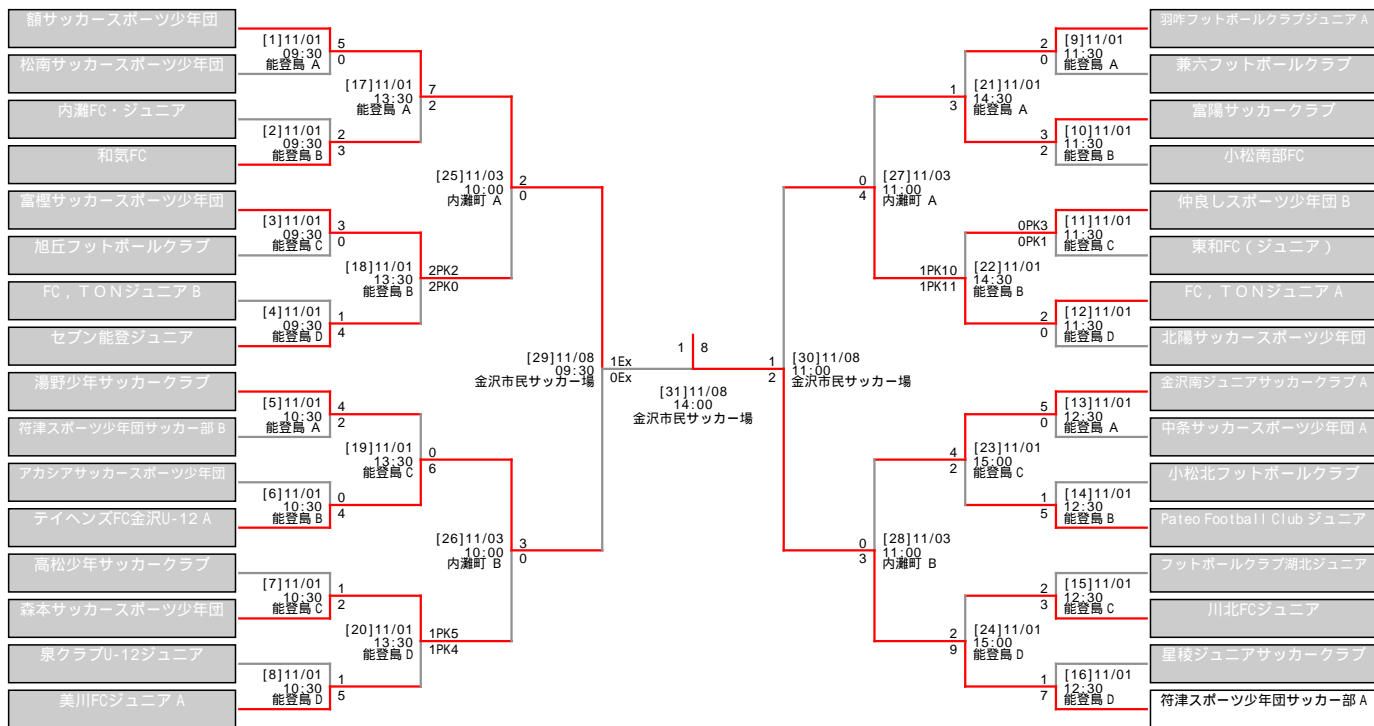 額サッカースポーツ少年団
松南サッカースポーツ少年団
内灘FC・ジュニア
和気FC
富樫サッカースポーツ少年団
旭丘フットボールクラブ
FC，TONジュニア B
セブン能登ジュニア
湯野少年サッカークラブ
符津スポーツ少年団サッカー部 B
アカシアサッカースポーツ少年団
テイヘンズFC金沢U-12 A
高松少年サッカークラブ
森本サッカースポーツ少年団
泉クラブU-12ジュニア
美川FCジュニア A
[1]11/01
09:30
能登島 A
5
0
[2]11/01
09:30
能登島 B
2
3
[3]11/01
09:30
能登島 C
3
0
[4]11/01
09:30
能登島 D
1
4
[5]11/01
10:30
能登島 A
4
2
[6]11/01
10:30
能登島 B
0
4
[7]11/01
10:30
能登島 C
1
2
[8]11/01
10:30
能登島 D
1
5
[17]11/01
13:30
能登島 A
7
2
[18]11/01
13:30
能登島 B
2PK2
2PK0
[19]11/01
13:30
能登島 C
0
6
[20]11/01
13:30
能登島 D
1PK5
1PK4
[25]11/03
10:00
内灘町 A
2
0
[26]11/03
10:00
内灘町 B
3
0
[29]11/08
09:30
金沢市民サッカー場
1Ex
0Ex
1 8
[31]11/08
14:00
金沢市民サッカー場
1
2
[30]11/08
11:00
金沢市民サッカー場
0
4
[27]11/03
11:00
内灘町 A
0
3
[28]11/03
11:00
内灘町 B
1
3
[21]11/01
14:30
能登島 A
1PK10
1PK11
[22]11/01
14:30
能登島 B
4
2
[23]11/01
15:00
能登島 C
2
9
[24]11/01
15:00
能登島 D
2
0
[9]11/01
11:30
能登島 A
3
2
[10]11/01
11:30
能登島 B
0PK3
0PK1
[11]11/01
11:30
能登島 C
2
0
[12]11/01
11:30
能登島 D
5
0
[13]11/01
12:30
能登島 A
1
5
[14]11/01
12:30
能登島 B
2
3
[15]11/01
12:30
能登島 C
1
7
[16]11/01
12:30
能登島 D
羽咋フットボールクラブジュニア A
兼六フットボールクラブ
富陽サッカークラブ
小松南部FC
仲良しスポーツ少年団 B
東和FC（ジュニア）
FC，TONジュニア A
北陽サッカースポーツ少年団
金沢南ジュニアサッカークラブ A
中条サッカースポーツ少年団 A
小松北フットボールクラブ
Pateo Football Club ジュニア
フットボールクラブ湖北ジュニア
川北FCジュニア
星稜ジュニアサッカークラブ
符津スポーツ少年団サッカー部 A